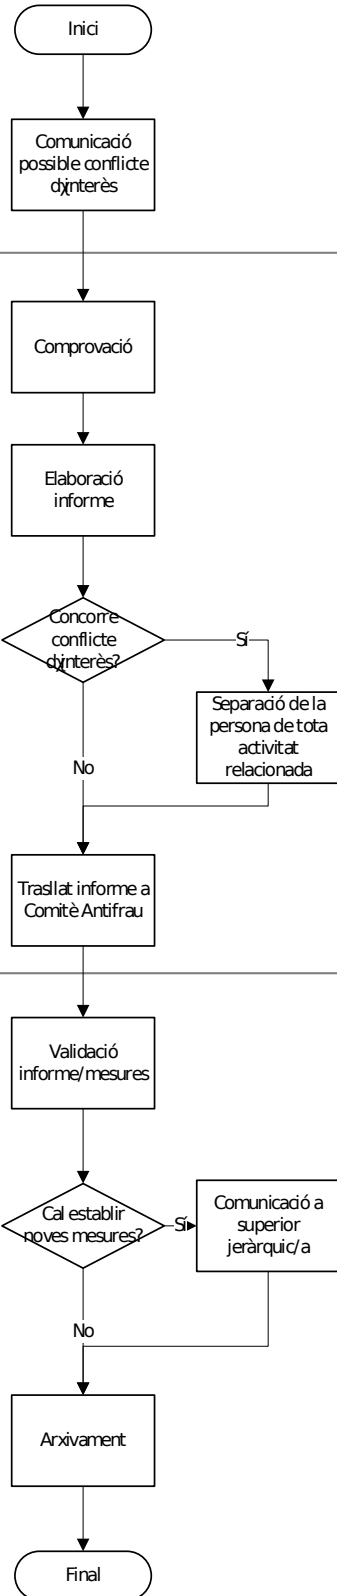 Inici
Comunicació
possible conflicte
d'interès
Comprovació
Elaboració
informe
Concorre
conflicte
d'interès?
Sí
Separació de la
persona de tota
activitat
relacionada
No
Trasllat informe a
Comitè Antifrau
Validació
informe/mesures
Cal establir
noves mesures?
Sí
Comunicació a
superior
jeràrquic/a
No
Arxivament
Final